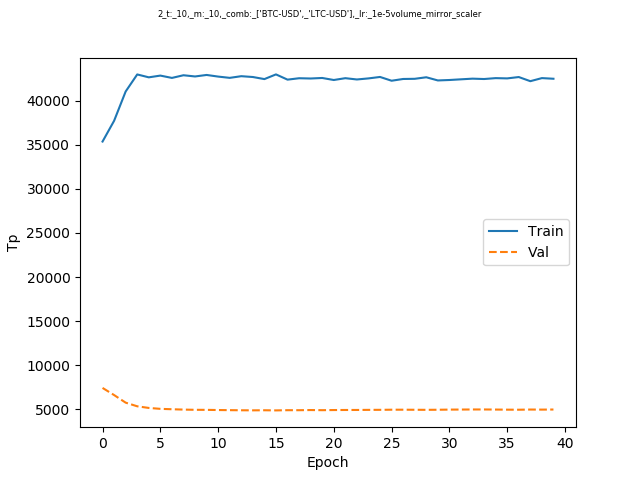 2_t:_10,_m:_10,_comb:_['BTC-USD',_'LTC-USD'],_lr:_1e-5volume_mirror_scaler
40000
35000
30000
25000
20000
15000
10000
5000
Tp
Train
Val
0 5 10 15 20 25 30 35 40
Epoch